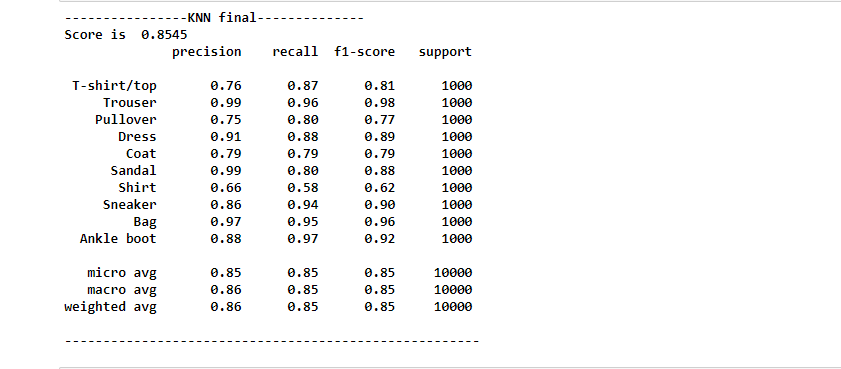 ----------------KNN final--------------
Score is  0.8545
              precision    recall  f1-score   support

 T-shirt/top       0.76      0.87      0.81      1000
     Trouser       0.99      0.96      0.98      1000
    Pullover       0.75      0.80      0.77      1000
       Dress       0.91      0.88      0.89      1000
        Coat       0.79      0.79      0.79      1000
      Sandal       0.99      0.80      0.88      1000
       Shirt       0.66      0.58      0.62      1000
     Sneaker       0.86      0.94      0.90      1000
         Bag       0.97      0.95      0.96      1000
  Ankle boot       0.88      0.97      0.92      1000

   micro avg       0.85      0.85      0.85     10000
   macro avg       0.86      0.85      0.85     10000
weighted avg       0.86      0.85      0.85     10000

------------------------------------------------------